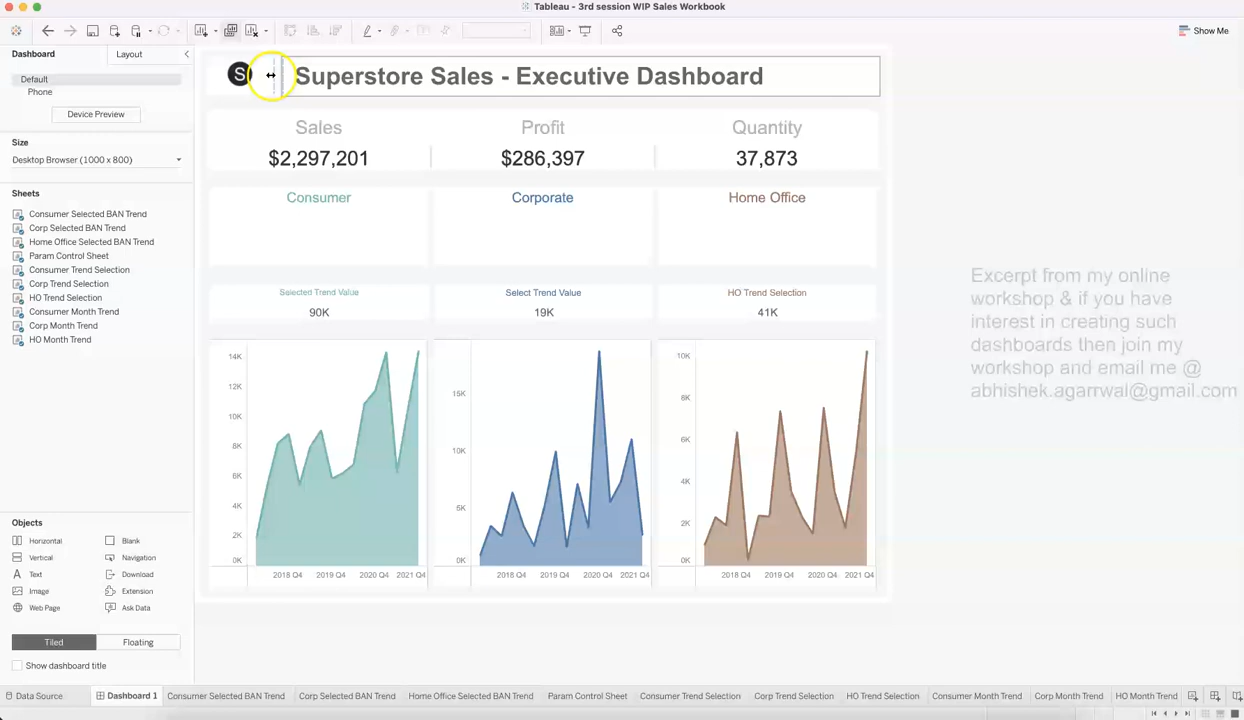 Tableau - 3rd session WIP Sales Workbook
Show Me
Dashboard
Layout
Default
Phone
Device Preview
Size
Desktop Browser (1000 x 800)
Sheets
Consumer Selected BAN Trend
Corp Selected BAN Trend
Home Office Selected BAN Trend
Param Control Sheet
Consumer Trend Selection
Corp Trend Selection
HO Trend Selection
Consumer Month Trend
Corp Month Trend
HO Month Trend
Objects
Horizontal
Blank
Vertical
Navigation
Text
Download
Image
Extension
Web Page
Ask Data
Tiled
Floating
Show dashboard title
S
Superstore Sales - Executive Dashboard
Sales
Profit
Quantity
$2,297,201
$286,397
37,873
Consumer
Corporate
Home Office
Selected Trend Value
Select Trend Value
HO Trend Selection
90K
19K
41K
14K
12K
10K
8K
6K
4K
2K
0K
2018 Q4 2019 Q4 2020 Q4 2021 Q4
15K
10K
5K
0K
2018 Q4 2019 Q4 2020 Q4 2021 Q4
10K
8K
6K
4K
2K
0K
2018 Q4 2019 Q4 2020 Q4 2021 Q4
Excerpt from my online
workshop & if you have
interest in creating such
dashboards then join my
workshop and email me @
abhishek.agarrwal@gmail.com
Data Source
Dashboard 1
Consumer Selected BAN Trend
Corp Selected BAN Trend
Home Office Selected BAN Trend
Param Control Sheet
Consumer Trend Selection
Corp Trend Selection
HO Trend Selection
Consumer Month Trend
Corp Month Trend
HO Month Trend